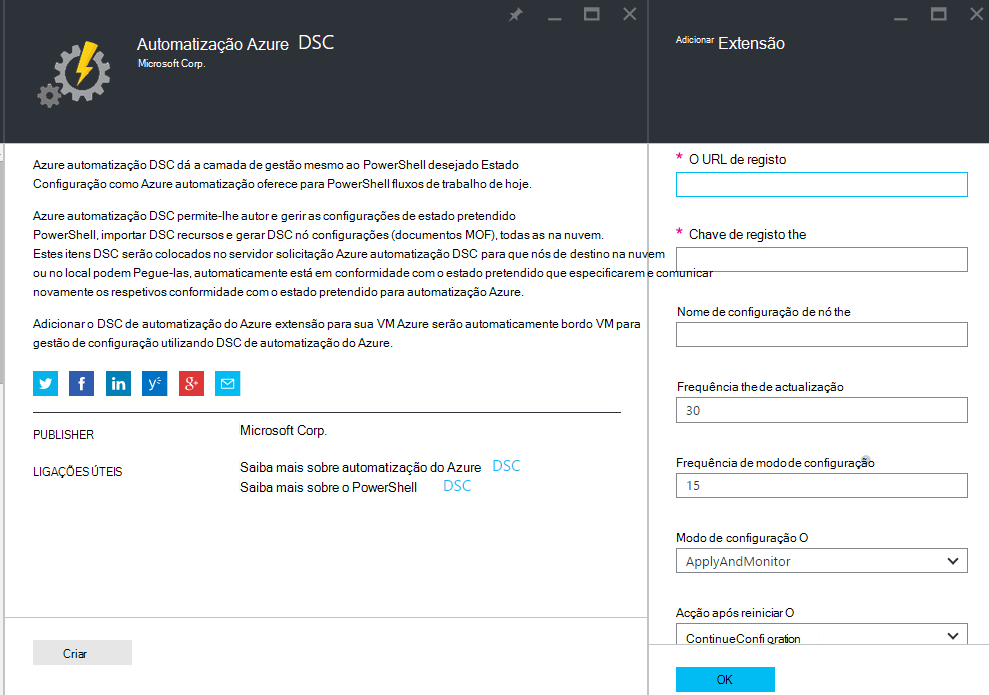 Automatização Azure DSC
Microsoft Corp.
Azure automatização DSC dá a camada de gestão mesmo ao PowerShell desejado Estado
Configuração como Azure automatização oferece para PowerShell fluxos de trabalho de hoje.
Azure automatização DSC permite-lhe autor e gerir as configurações de estado pretendido
PowerShell, importar DSC recursos e gerar DSC nó configurações (documentos MOF), todas as na nuvem.
Estes itens DSC serão colocados no servidor solicitação Azure automatização DSC para que nós de destino na nuvem
ou no local podem Pegue-las, automaticamente está em conformidade com o estado pretendido que especificarem e comunicar
novamente os respetivos conformidade com o estado pretendido para automatização Azure.
Adicionar o DSC de automatização do Azure extensão para sua VM Azure serão automaticamente bordo VM para
gestão de configuração utilizando DSC de automatização do Azure.
f in y g+
PUBLISHER Microsoft Corp.
LIGAÇÕES ÚTEIS Saiba mais sobre automatização do Azure DSC
Saiba mais sobre o PowerShell DSC
Criar
Adicionar Extensão
* O URL de registo
* Chave de registo the
Nome de configuração de nó the
Frequência the de actualização
30
Frequência de modo de configuração
15
Modo de configuração O
ApplyAndMonitor
Acção após reiniciar O
ContinueConfigration
OK